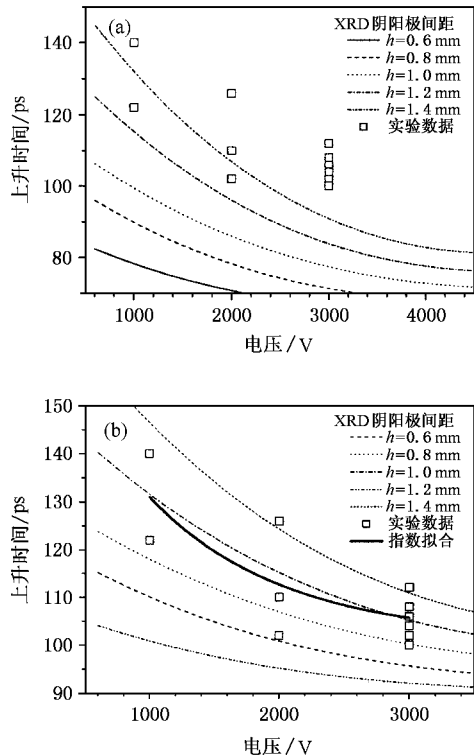 (a)
XRD阴阳极间距
h=0.6 mm
h=0.8 mm
h=1.0 mm
h=1.2 mm
h=1.4 mm
实验数据
上升时间/ps
140
120
100
80
1000
2000
3000
4000
电压/V
(b)
XRD阴阳极间距
h=0.6 mm
h=0.8 mm
h=1.0 mm
h=1.2 mm
h=1.4 mm
实验数据
指数拟合
上升时间/ps
150
140
130
120
110
100
90
1000
2000
3000
电压/V